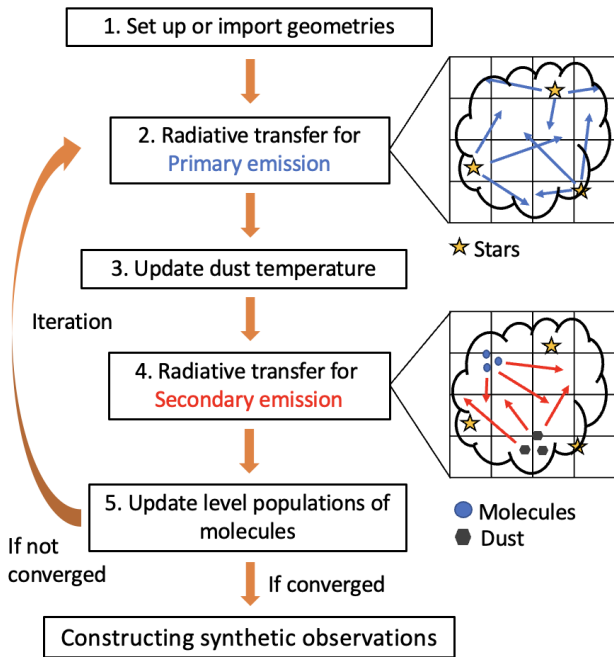 1. Set up or import geometries
2. Radiative transfer for
Primary emission
Stars
3. Update dust temperature
Iteration
4. Radiative transfer for
Secondary emission
5. Update level populations of
molecules
Molecules
Dust
If not
converged
If converged
Constructing synthetic observations